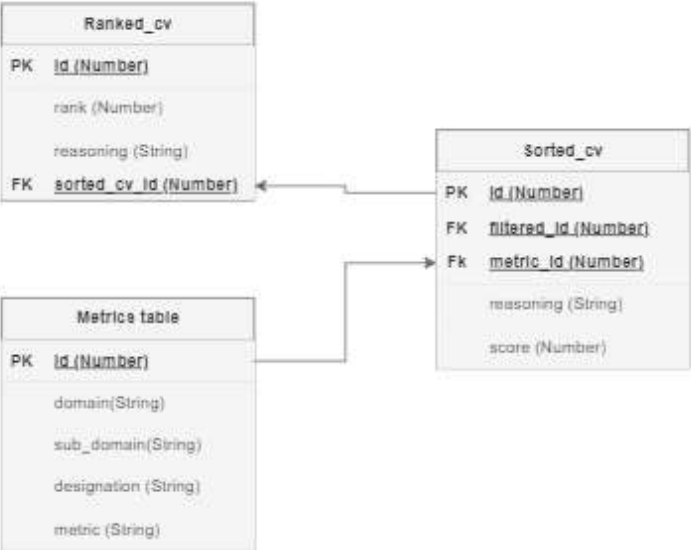 Ranked_cv
PK Id (Number)
rank (Number)
reasoning (String)
FK sorted_cv_Id (Number)
Sorted_cv
PK Id (Number)
FK filtered_Id (Number)
Fk metric_Id (Number)
reasoning (String)
score (Number)
Metrics table
PK Id (Number)
domain(String)
sub_domain(String)
designation (String)
metric (String)